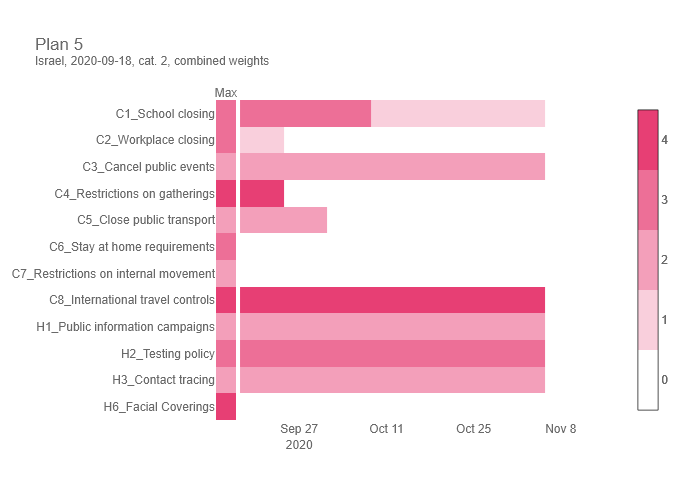 Plan 5
Israel, 2020-09-18, cat. 2, combined weights
Max
C1_School closing
C2_Workplace closing
C3_Cancel public events
C4_Restrictions on gatherings
C5_Close public transport
C6_Stay at home requirements
C7_Restrictions on internal movement
C8_International travel controls
H1_Public information campaigns
H2_Testing policy
H3_Contact tracing
H6_Facial Coverings
Sep 27
2020
Oct 11
Oct 25
Nov 8
4
3
2
1
0